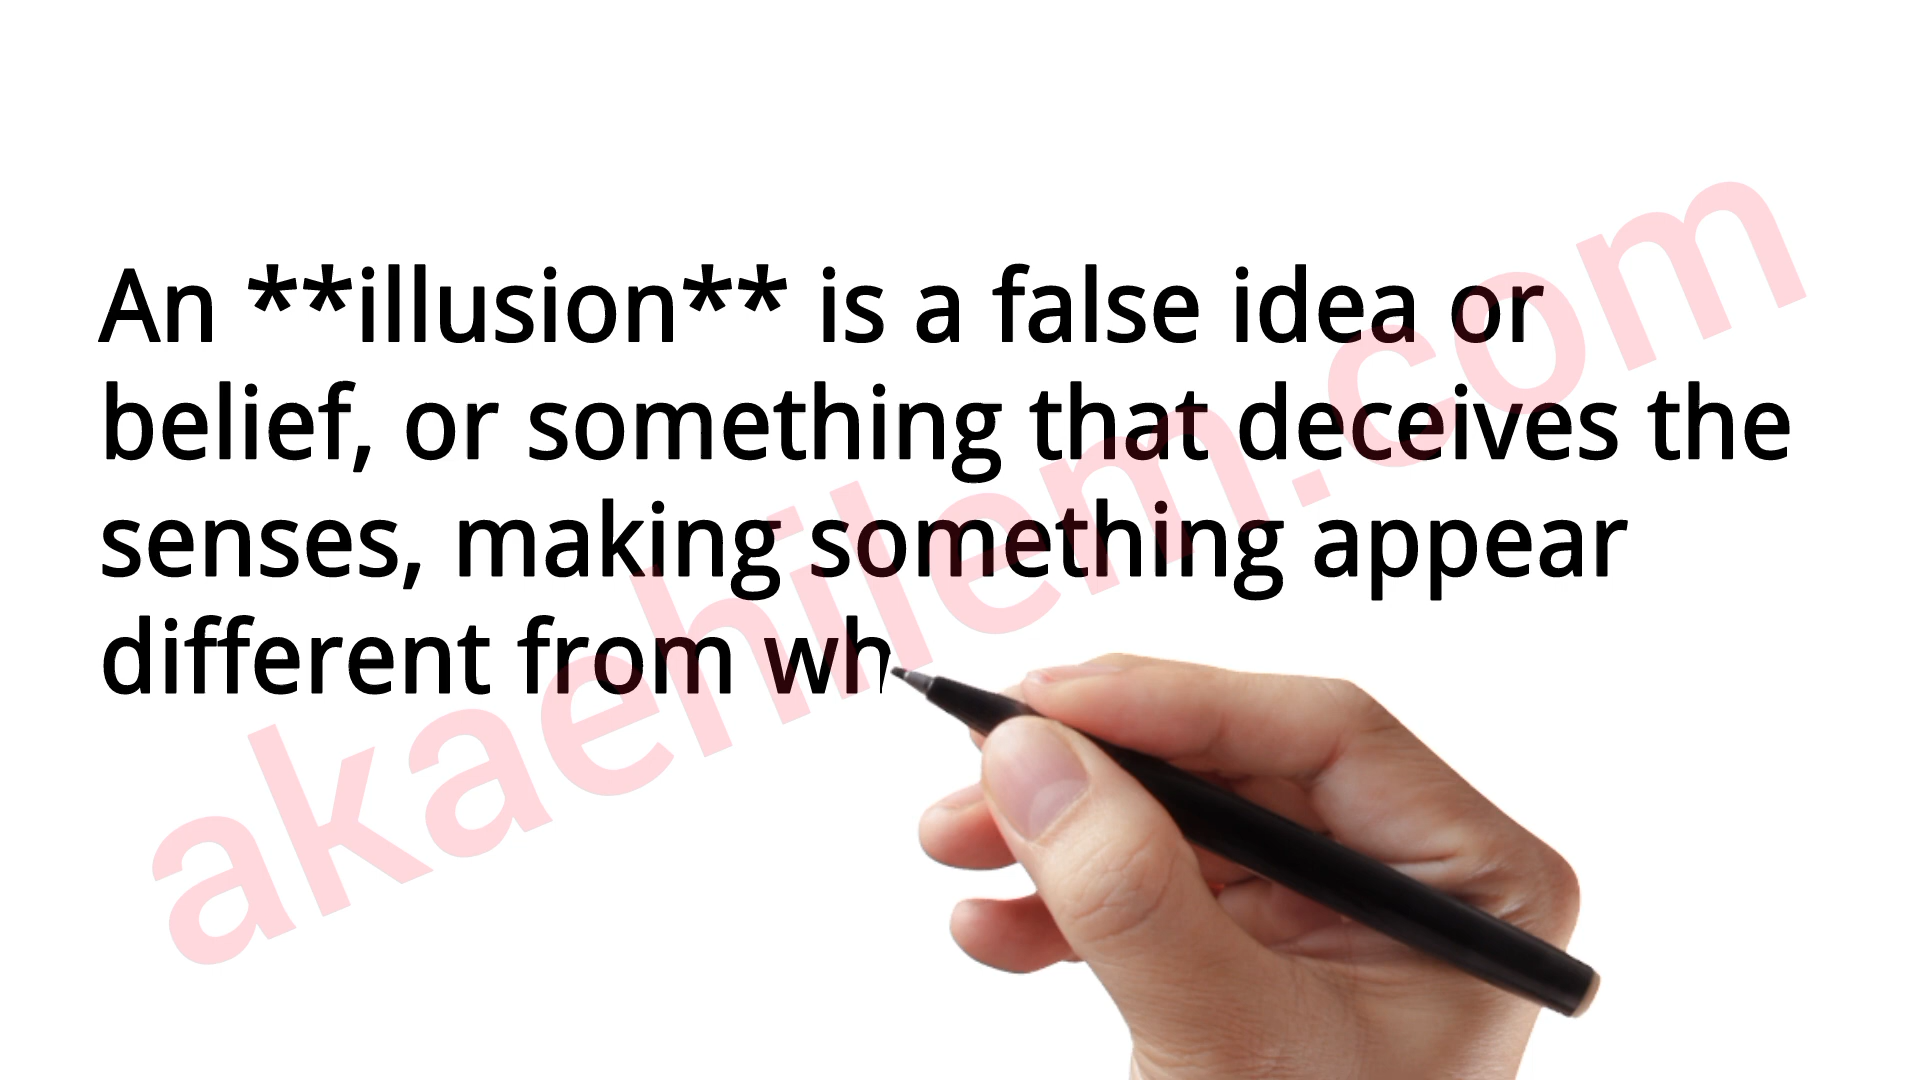 An **illusion** is a false idea or
belief, or something that deceives the
senses, making something appear
different from wh
akaehilem.com